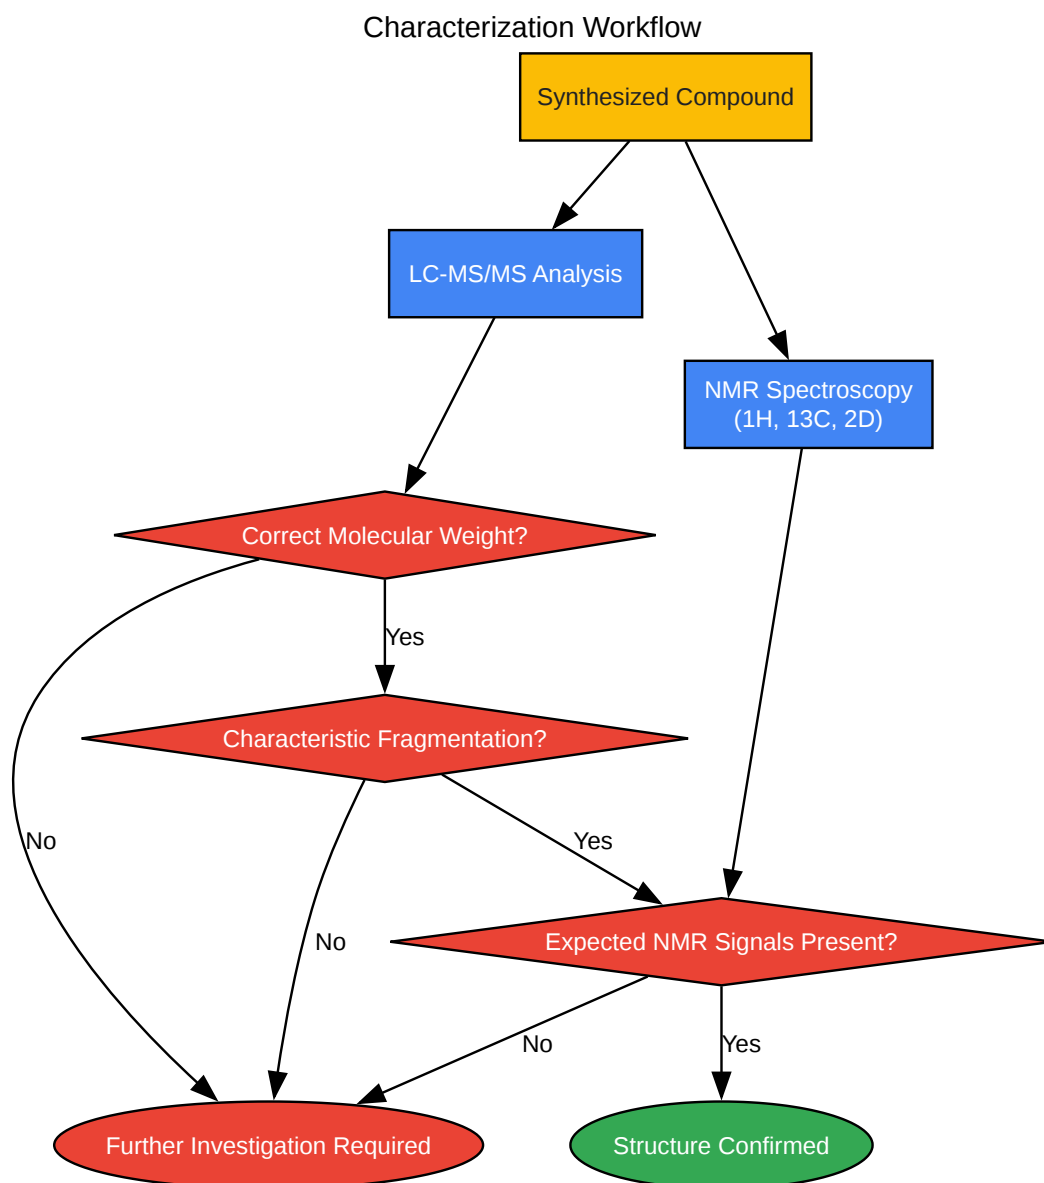 Characterization Workflow
Synthesized Compound
LC-MS/MS Analysis
NMR Spectroscopy
(1H, 13C, 2D)
Correct Molecular Weight?
Yes
Characteristic Fragmentation?
No
Yes
No
Expected NMR Signals Present?
No
Yes
Further Investigation Required
Structure Confirmed